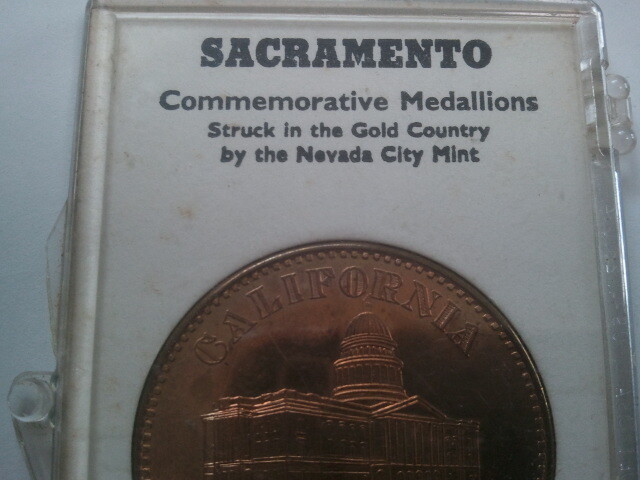 SACRAMENTO
Commemorative Medallions
Struck in the Gold Country
by the Nevada City Mint
CALIFORNIA